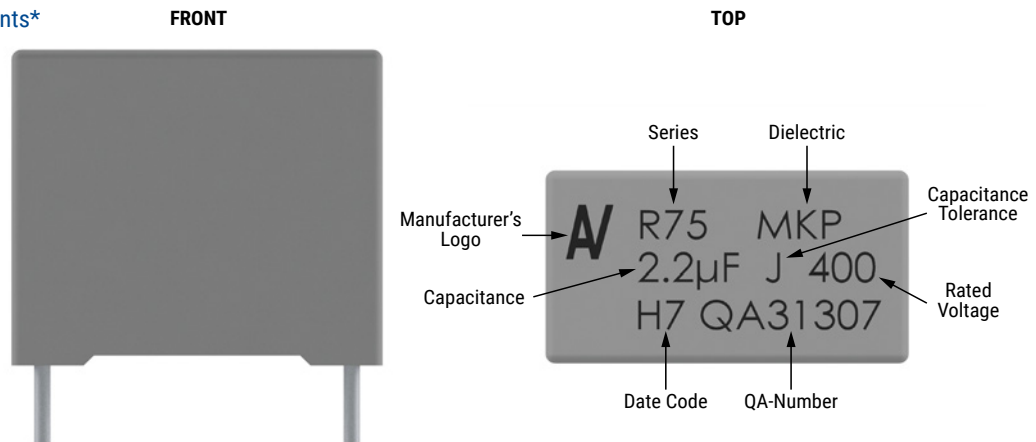 nts*
FRONT
TOP
Series
Dielectric
Capacitance
Tolerance
Manufacturer's
Logo
R75 MKP
2.2µF J 400
Capacitance
Rated
Voltage
H7 QA31307
Date Code
QA-Number